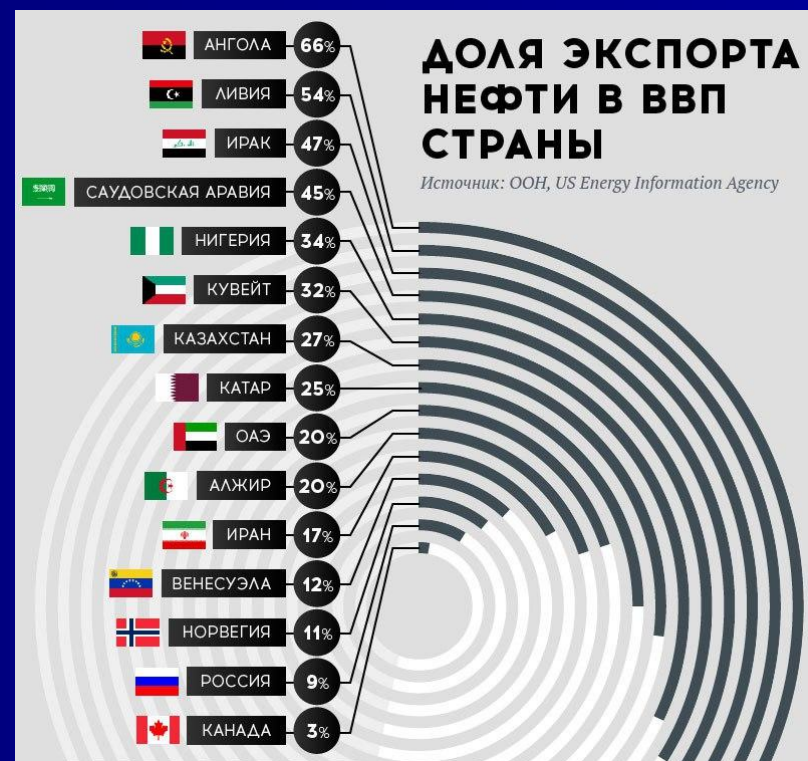 ДОЛЯ ЭКСПОРТА
НЕФТИ В ВВП
СТРАНЫ
Источник: ООН, US Energy Information Agency
АНГОЛА 66%
ЛИВИЯ 54%
ИРАК 47%
САУДОВСКАЯ АРАВИЯ 45%
НИГЕРИЯ 34%
КУВЕЙТ 32%
КАЗАХСТАН 27%
КАТАР 25%
ОАЭ 20%
АЛЖИР 20%
ИРАН 17%
ВЕНЕСУЭЛА 12%
НОРВЕГИЯ 11%
РОССИЯ 9%
КАНАДА 3%